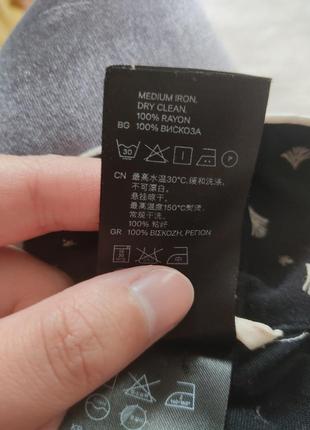 MEDIUM IRON.
DRY CLEAN.
100% RAYON
BG 100% ВИСКОЗА
30
P
CN 最高水温30℃,缓和洗涤,
不可漂白。
悬挂晾干。
最高温度150℃熨烫。
常规干洗。
100% 粘纤
GR 100% ΒΙΣΚΟΖΗ, ΡΕΓΙΟΝ